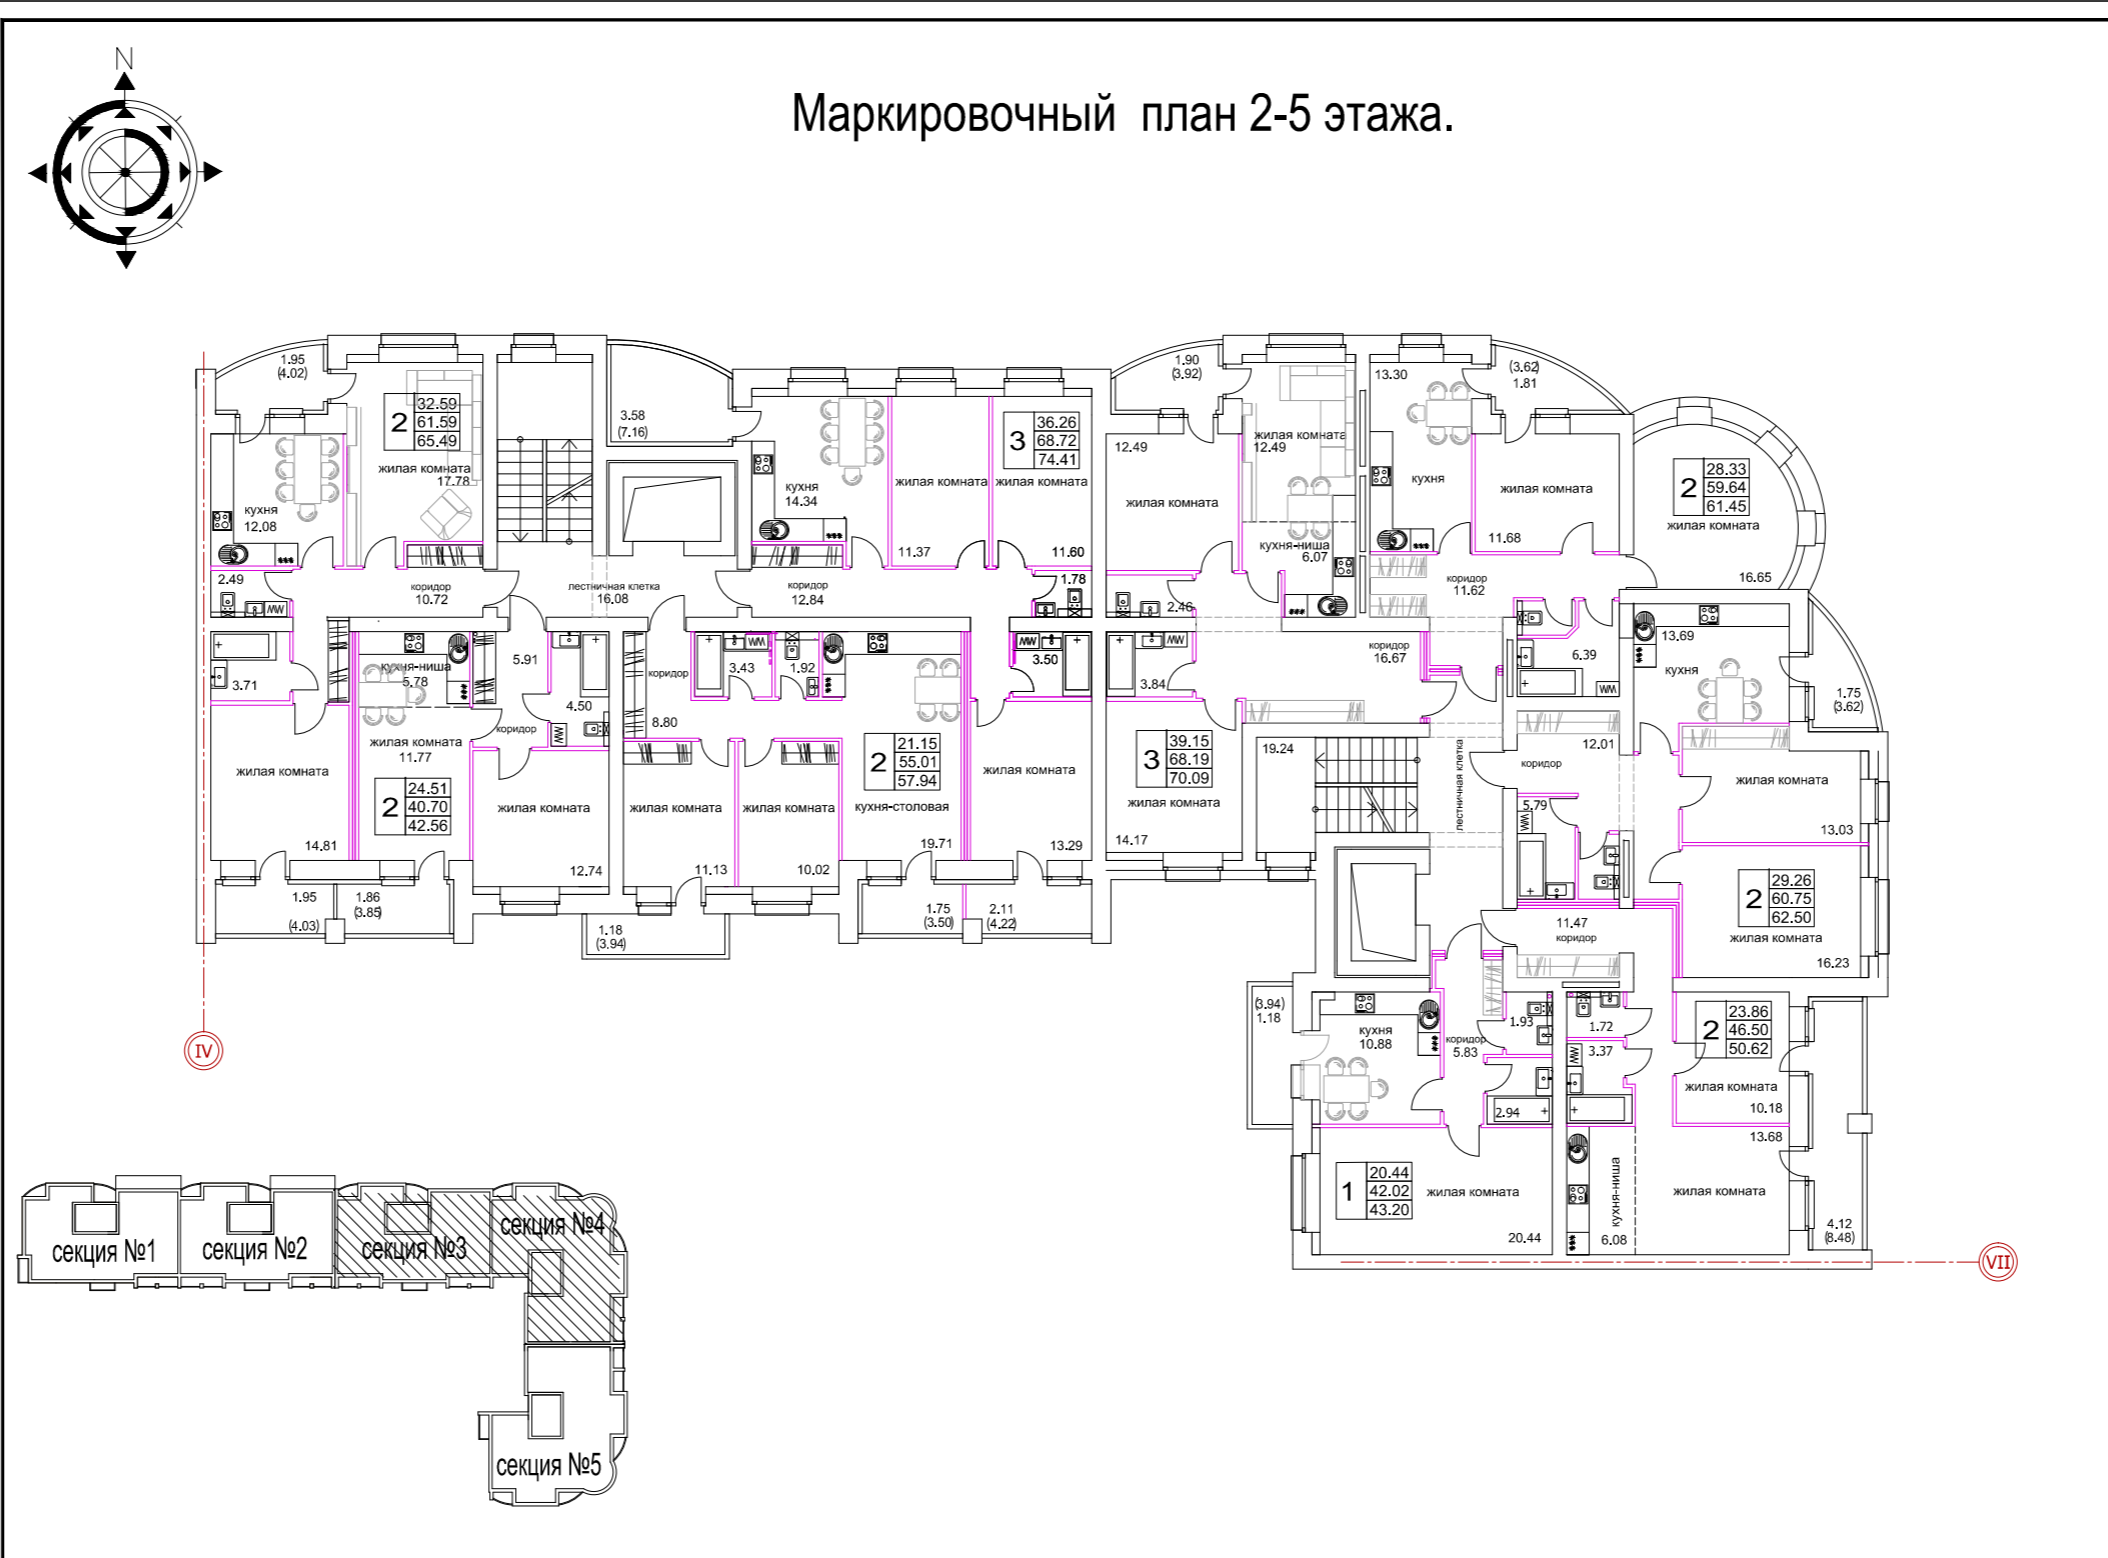 N
Маркировочный план 2-5 этажа.
1.95
(4.02)
2
32.59
61.59
65.49
жилая комната
17.78
кухня
12.08
2.49
коридор
10.72
3.71
жилая комната
14.81
1.95
(4.03)
кухня-ниша
5.78
жилая комната
11.77
2
24.51
40.70
42.56
1.86
(3.85)
5.91
4.50
коридор
жилая комната
12.74
лестничная клетка
16.08
3.58
(7.16)
кухня
14.34
жилая комната
11.37
3
36.26
68.72
74.41
жилая комната
11.60
1.78
коридор
12.84
3.50
жилая комната
13.29
2.11
(4.22)
коридор
8.80
3.43
1.92
2
21.15
55.01
57.94
кухня-столовая
19.71
жилая комната
11.13
жилая комната
10.02
1.18
(3.94)
1.75
(3.50)
1.90
(3.92)
12.49
жилая комната
жилая комната
12.49
кухня-ниша
6.07
2.46
3.84
коридор
16.67
3
39.15
68.19
70.09
жилая комната
14.17
19.24
лестничная клетка
13.30
кухня
(3.62)
1.81
жилая комната
11.68
коридор
11.62
2
28.33
59.64
61.45
жилая комната
16.65
6.39
13.69
кухня
1.75
(3.62)
12.01
коридор
5.79
жилая комната
13.03
2
29.26
60.75
62.50
жилая комната
16.23
11.47
коридор
(3.94)
1.18
кухня
10.88
коридор
5.83
1.93
2.94
1
20.44
42.02
43.20
жилая комната
20.44
1.72
3.37
2
23.86
46.50
50.62
жилая комната
10.18
13.68
жилая комната
кухня-ниша
6.08
4.12
(8.48)
IV
VII
секция №1
секция №2
секция №3
секция №4
секция №5